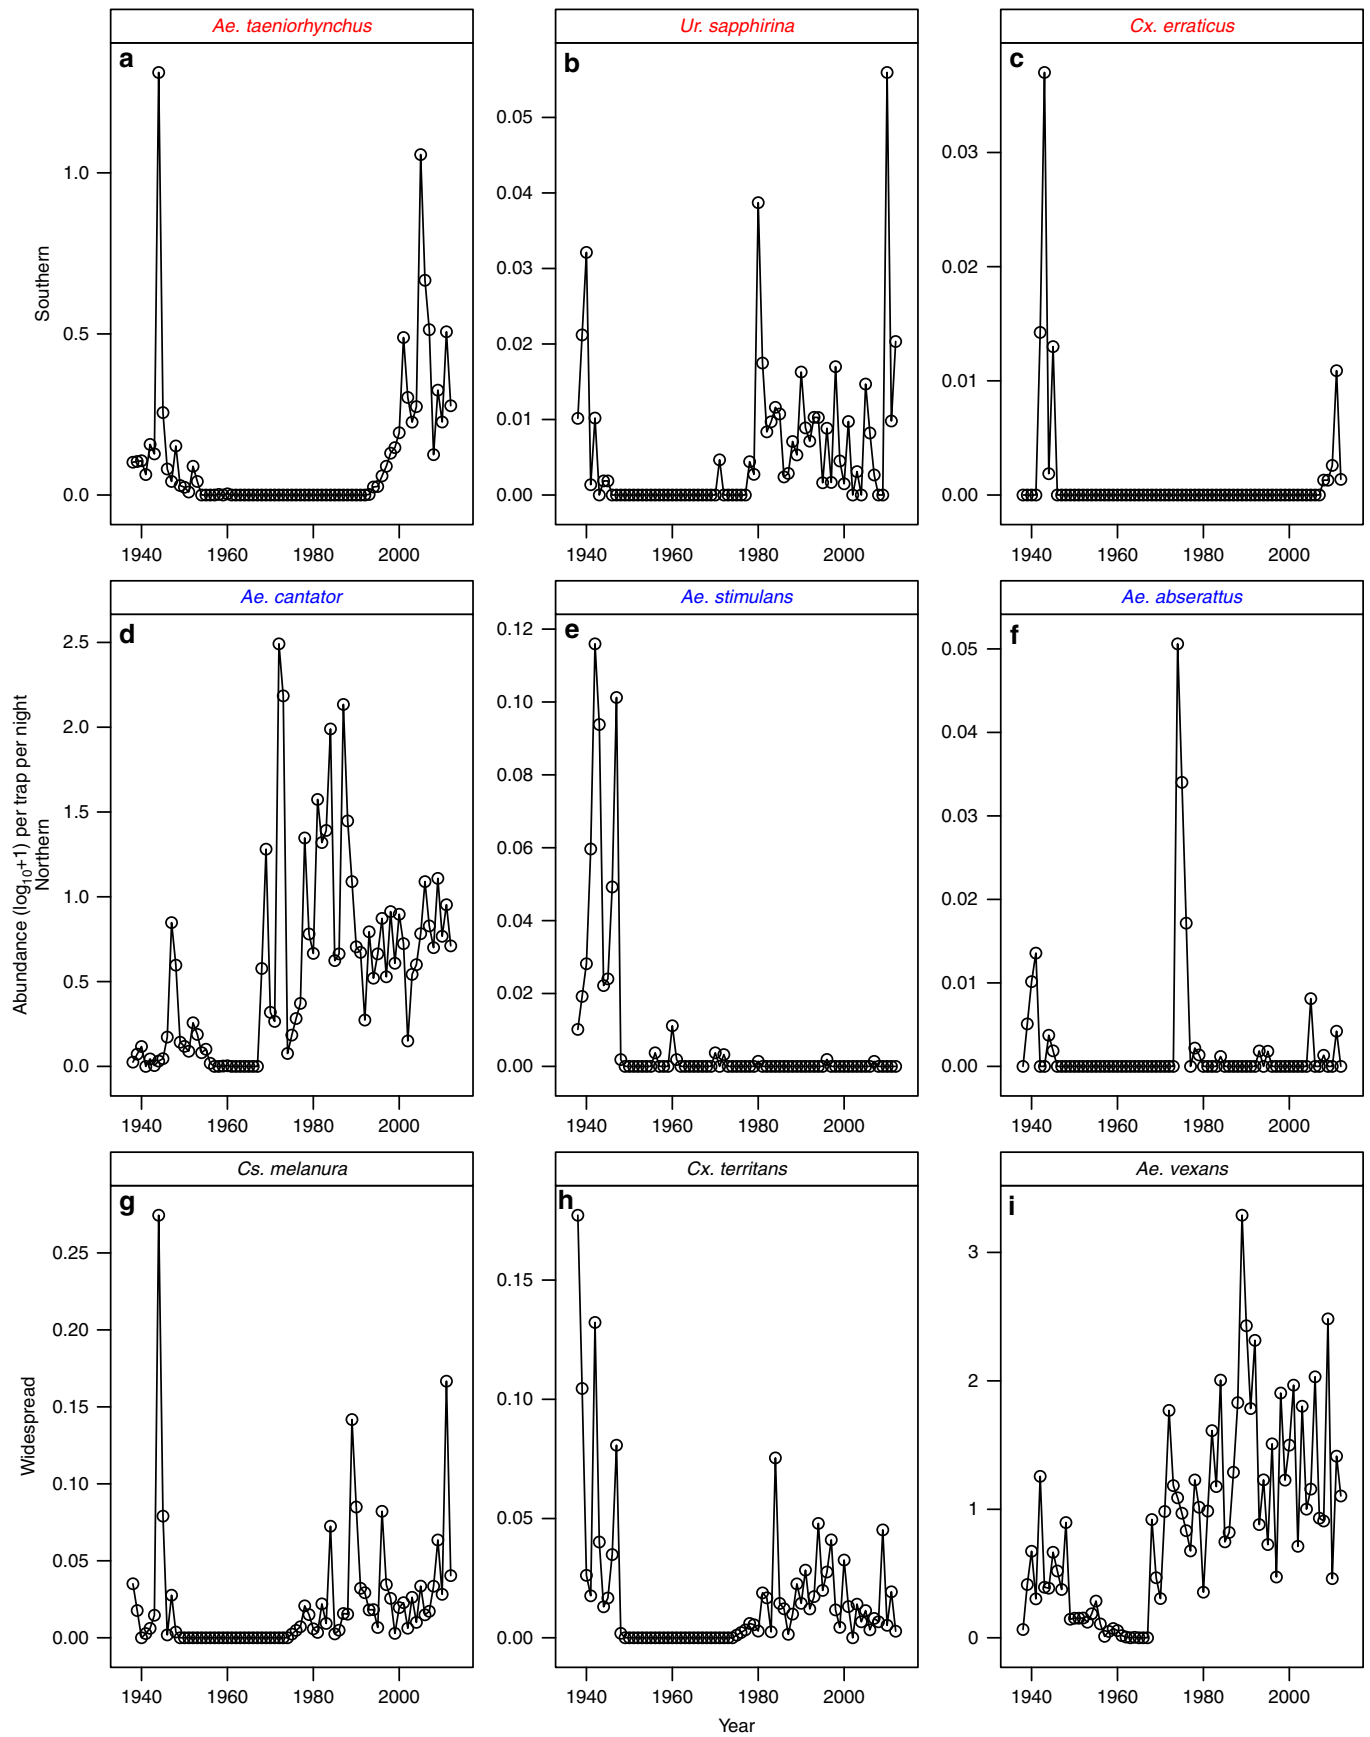 Ae. taeniorhynchus
Ur. sapphirina
Cx. erraticus
a
b
c
1.0
0.5
0.0
0.05
0.04
0.03
0.02
0.01
0.00
0.03
0.02
0.01
0.00
Southern
1940 1960 1980 2000
1940 1960 1980 2000
1940 1960 1980 2000
Ae. cantator
Ae. stimulans
Ae. abserattus
d
e
f
2.5
2.0
1.5
1.0
0.5
0.0
0.12
0.10
0.08
0.06
0.04
0.02
0.00
0.05
0.04
0.03
0.02
0.01
0.00
Abundance (log10+1) per trap per night
Northern
1940 1960 1980 2000
1940 1960 1980 2000
1940 1960 1980 2000
Cs. melanura
Cx. territans
Ae. vexans
g
h
i
0.25
0.20
0.15
0.10
0.05
0.00
0.15
0.10
0.05
0.00
3
2
1
0
Widespread
1940 1960 1980 2000
1940 1960 1980 2000
1940 1960 1980 2000
Year